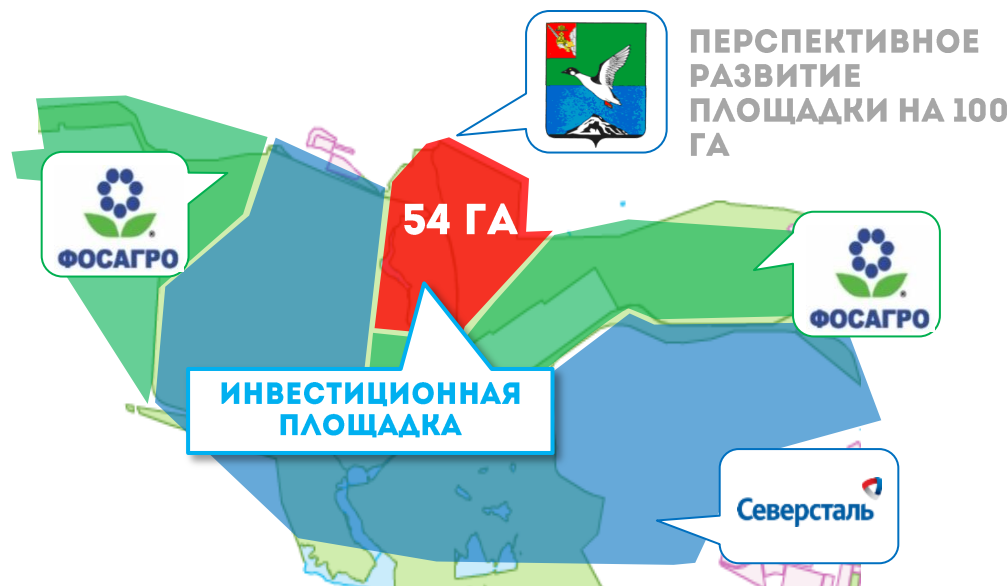 ПЕРСПЕКТИВНОЕ
РАЗВИТИЕ
ПЛОЩАДКИ НА 100
ГА
ФОСАГРО
54 ГА
ФОСАГРО
ИНВЕСТИЦИОННАЯ
ПЛОЩАДКА
Северсталь